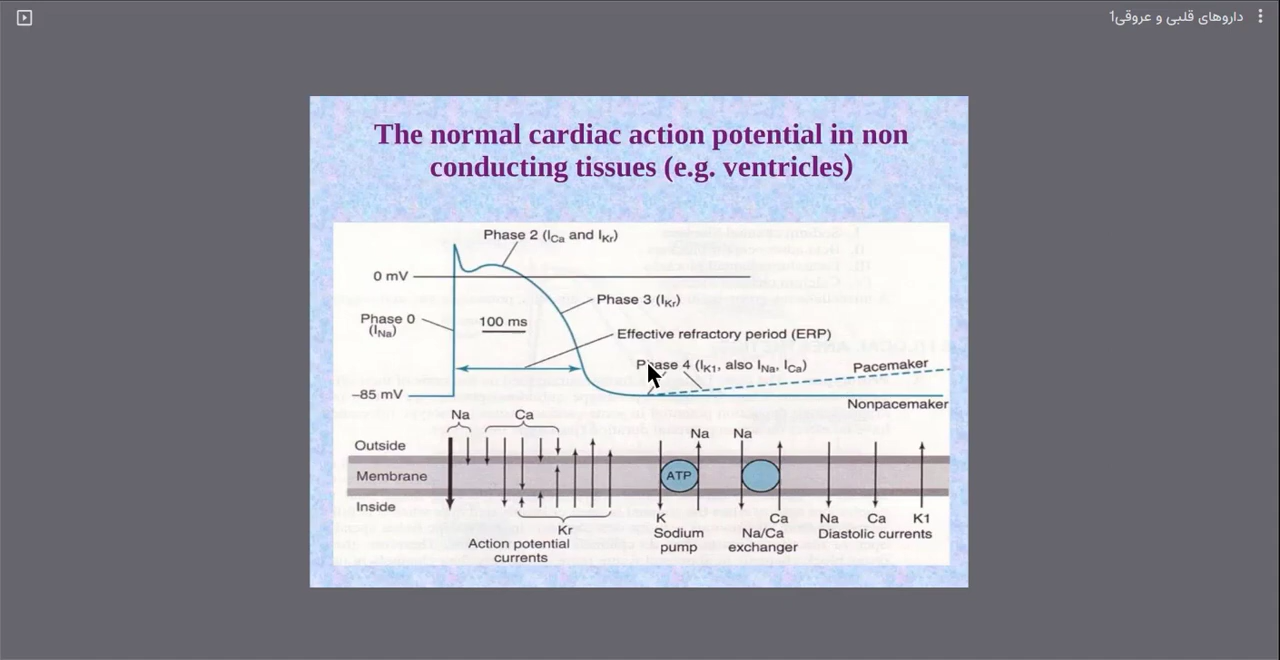 داروهای قلبی و عروقی1
The normal cardiac action potential in non
conducting tissues (e.g. ventricles)
Phase 2 (ICa and IKr)
0 mV
Phase 3 (IKr)
Phase 0
(INa)
100 ms
Effective refractory period (ERP)
Phase 4 (IK1, also INa, ICa)
Pacemaker
−85 mV
Nonpacemaker
Na
Ca
Na
Na
Outside
Membrane
ATP
Inside
Kr
K
Ca
Na
Ca
K1
Action potential
currents
Sodium
pump
Na/Ca
exchanger
Diastolic currents